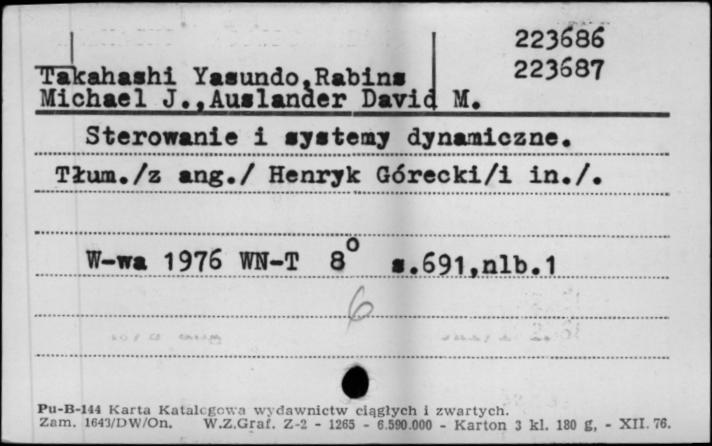 223686
223687
Takahashi Yasundo,Rabins
Michael J.,Auslander David M.
Sterowanie i systemy dynamiczne.
Tłum./z ang./ Henryk Górecki/i in./.
W-wa 1976 WN-T 8° s.691,nlb.1
6
Pu-B-144 Karta Katalogowa wydawnictw ciągłych i zwartych.
Zam. 1643/DW/On. W.Z.Graf. Z-2 - 1265 - 6.590.000 - Karton 3 kl. 180 g, - XII. 76.